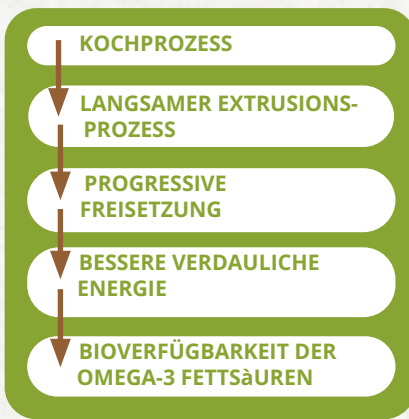 KOCHPROZESS
LANGSAMER EXTRUSIONS-
PROZESS
PROGRESSIVE
FREISETZUNG
BESSERE VERDAULICHE
ENERGIE
BIOVERFÜGBARKEIT DER
OMEGA-3 FETTSàUREN